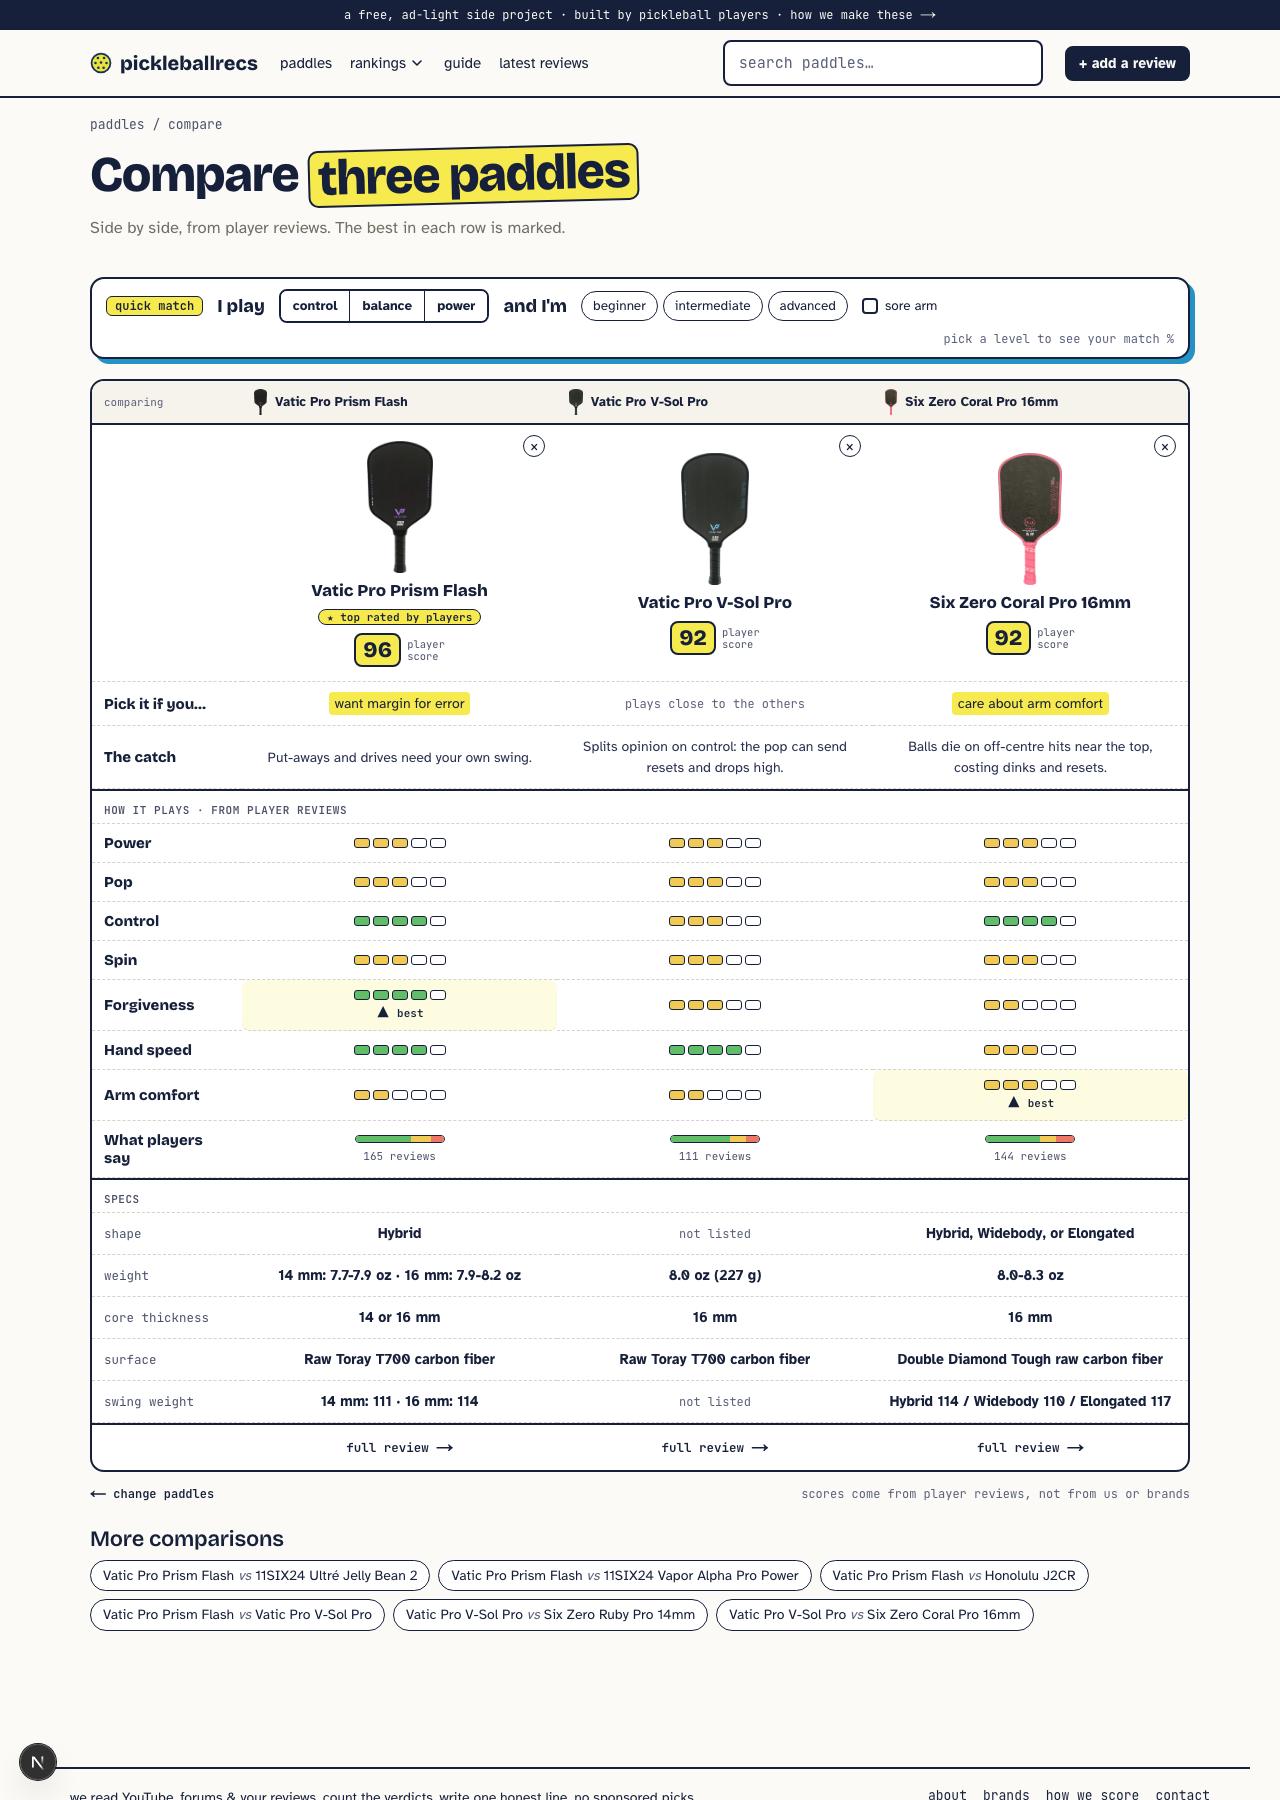 a free, ad-light side project · built by pickleball players · how we make these →
pickleballrecs paddles rankings guide latest reviews search paddles… + add a review
paddles / compare
Compare three paddles
Side by side, from player reviews. The best in each row is marked.
quick match I play control balance power and I'm beginner intermediate advanced sore arm
pick a level to see your match %
comparing Vatic Pro Prism Flash Vatic Pro V-Sol Pro Six Zero Coral Pro 16mm
Vatic Pro Prism Flash Vatic Pro V-Sol Pro Six Zero Coral Pro 16mm
★ top rated by players
96 player score 92 player score 92 player score
Pick it if you… want margin for error plays close to the others care about arm comfort
The catch Put-aways and drives need your own swing. Splits opinion on control: the pop can send resets and drops high. Balls die on off-centre hits near the top, costing dinks and resets.
HOW IT PLAYS · FROM PLAYER REVIEWS
Power
Pop
Control
Spin
Forgiveness ▲ best
Hand speed
Arm comfort ▲ best
What players say 165 reviews 111 reviews 144 reviews
SPECS
shape Hybrid not listed Hybrid, Widebody, or Elongated
weight 14 mm: 7.7-7.9 oz · 16 mm: 7.9-8.2 oz 8.0 oz (227 g) 8.0-8.3 oz
core thickness 14 or 16 mm 16 mm 16 mm
surface Raw Toray T700 carbon fiber Raw Toray T700 carbon fiber Double Diamond Tough raw carbon fiber
swing weight 14 mm: 111 · 16 mm: 114 not listed Hybrid 114 / Widebody 110 / Elongated 117
full review → full review → full review →
← change paddles scores come from player reviews, not from us or brands
More comparisons
Vatic Pro Prism Flash vs 11SIX24 Ultré Jelly Bean 2 Vatic Pro Prism Flash vs 11SIX24 Vapor Alpha Pro Power Vatic Pro Prism Flash vs Honolulu J2CR
Vatic Pro Prism Flash vs Vatic Pro V-Sol Pro Vatic Pro V-Sol Pro vs Six Zero Ruby Pro 14mm Vatic Pro V-Sol Pro vs Six Zero Coral Pro 16mm
N
we read YouTube, forums & your reviews, count the verdicts, write one honest line. no sponsored picks. about brands how we score contact